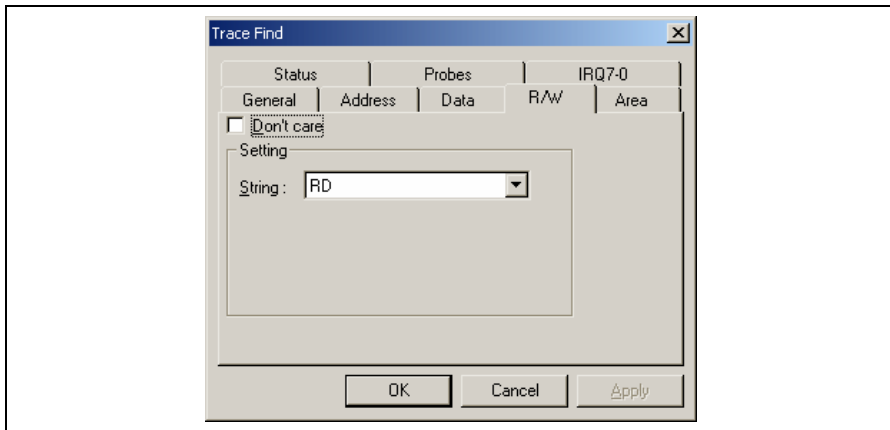 Trace Find
Status Probes IRQ7-0
General Address Data R/W Area
Don't care
Setting
String : RD
OK Cancel Apply